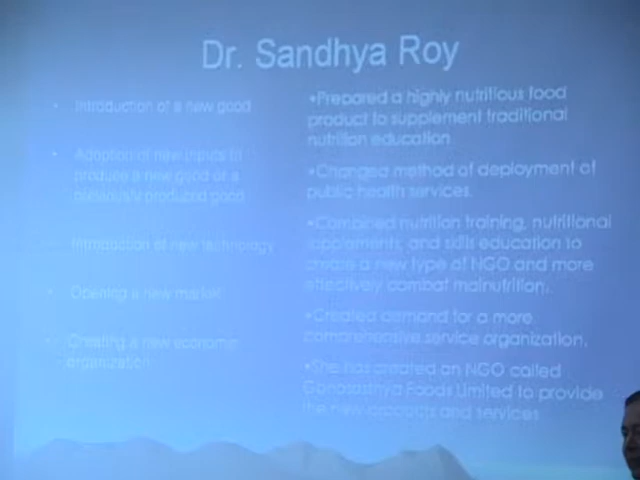 Dr. Sandhya Roy
• Introduction of a new good
• Adoption of new inputs to
produce a new good or a
previously produced good
Introduction of new technology
• Opening a new market
• Creating a new economic
organization
•Prepared a highly nutritious food
product to supplement traditional
nutrition education
•Changed method of deployment of
public health services.
•Combined nutrition training, nutritional
supplements, and skills education to
create a new type of NGO and more
effectively combat malnutrition.
•Created demand for a more
comprehensive service organization.
•She has created an NGO called
Foods Limited to provide
the new products and services